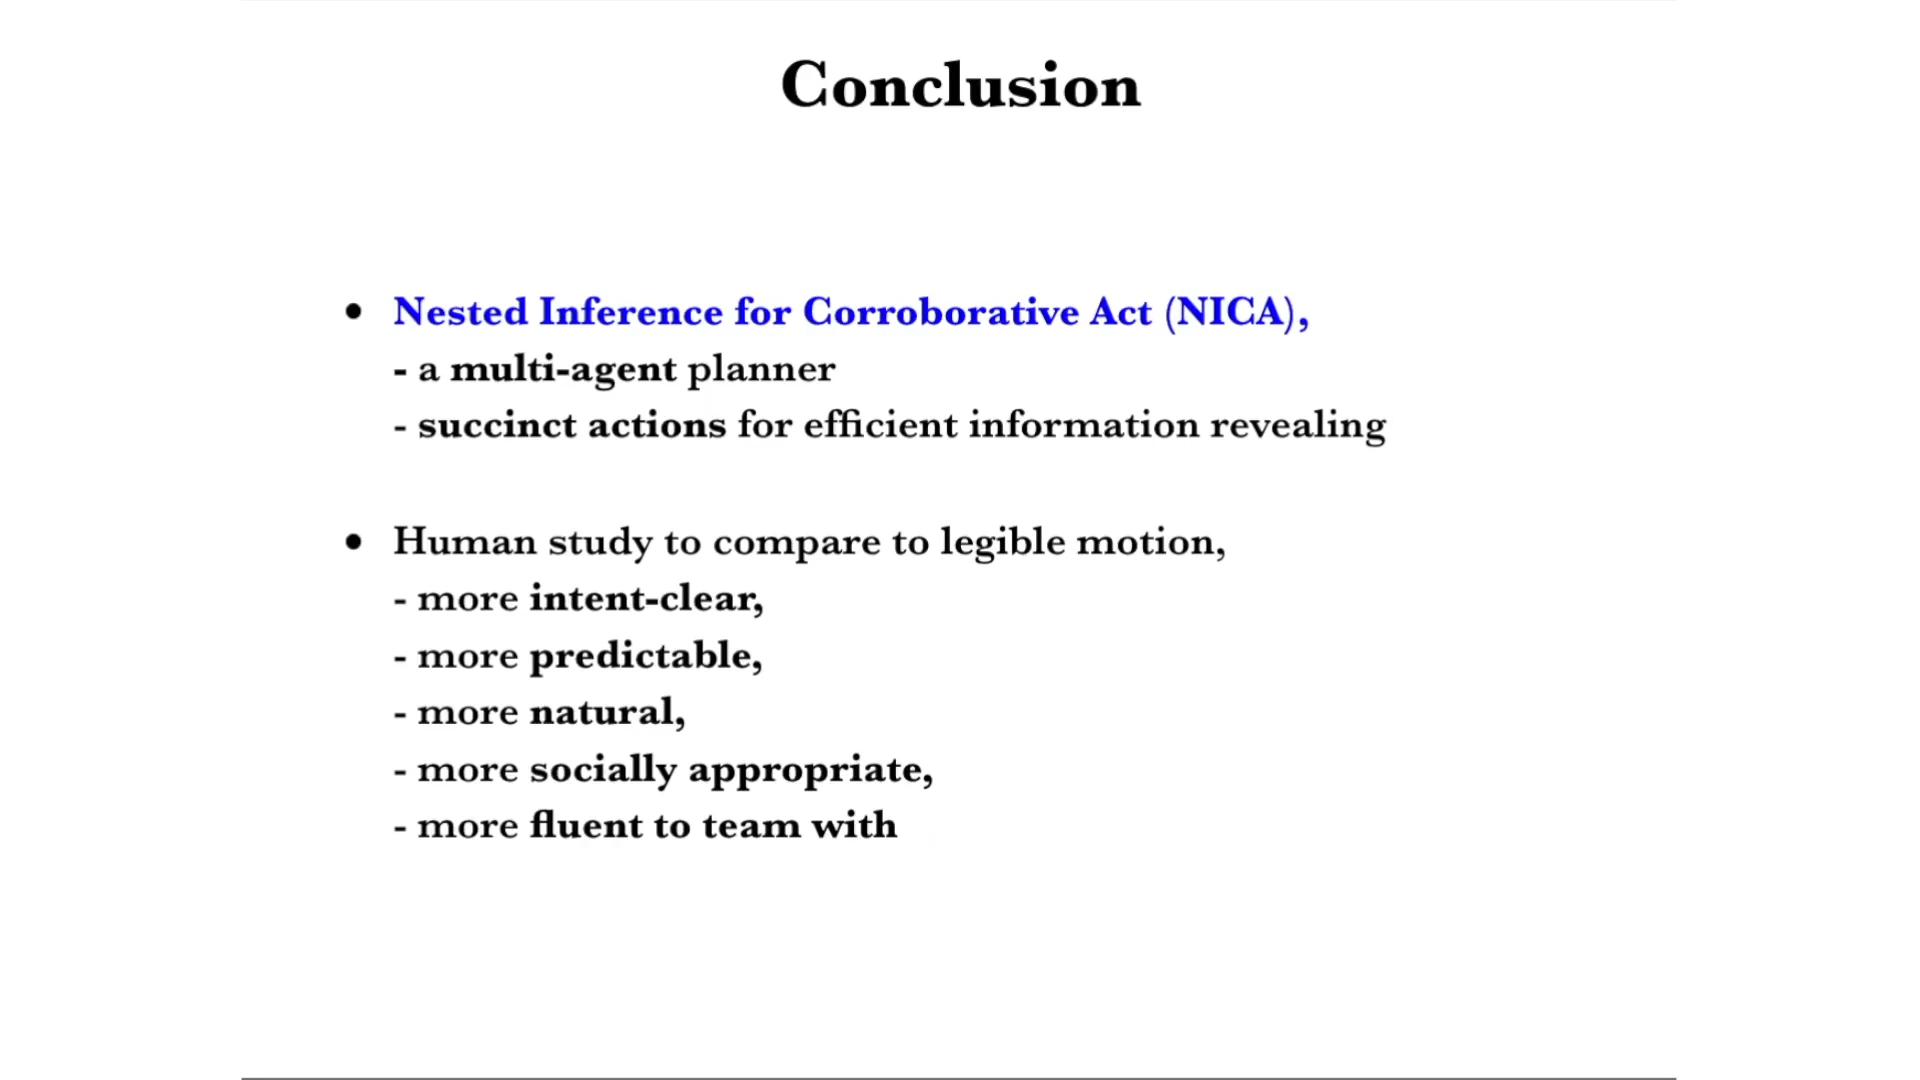 Conclusion
• Nested Inference for Corroborative Act (NICA),
- a multi-agent planner
- succinct actions for efficient information revealing
• Human study to compare to legible motion,
- more intent-clear,
- more predictable,
- more natural,
- more socially appropriate,
- more fluent to team with